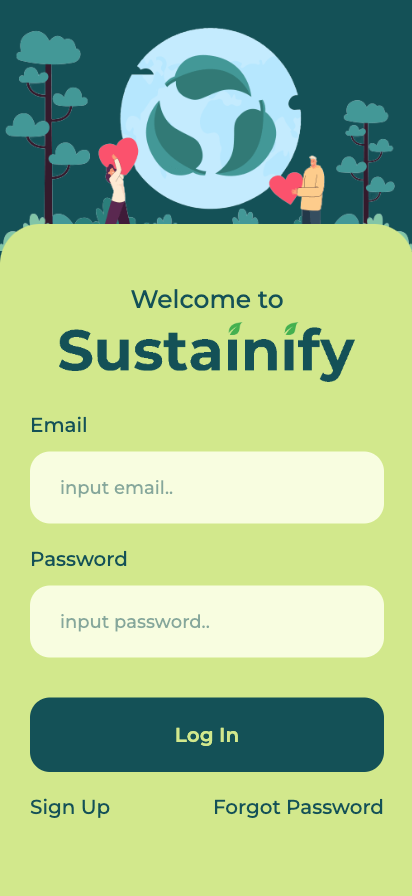 Welcome to
Sustainify
Email
input email..
Password
input password..
Log In
Sign Up Forgot Password